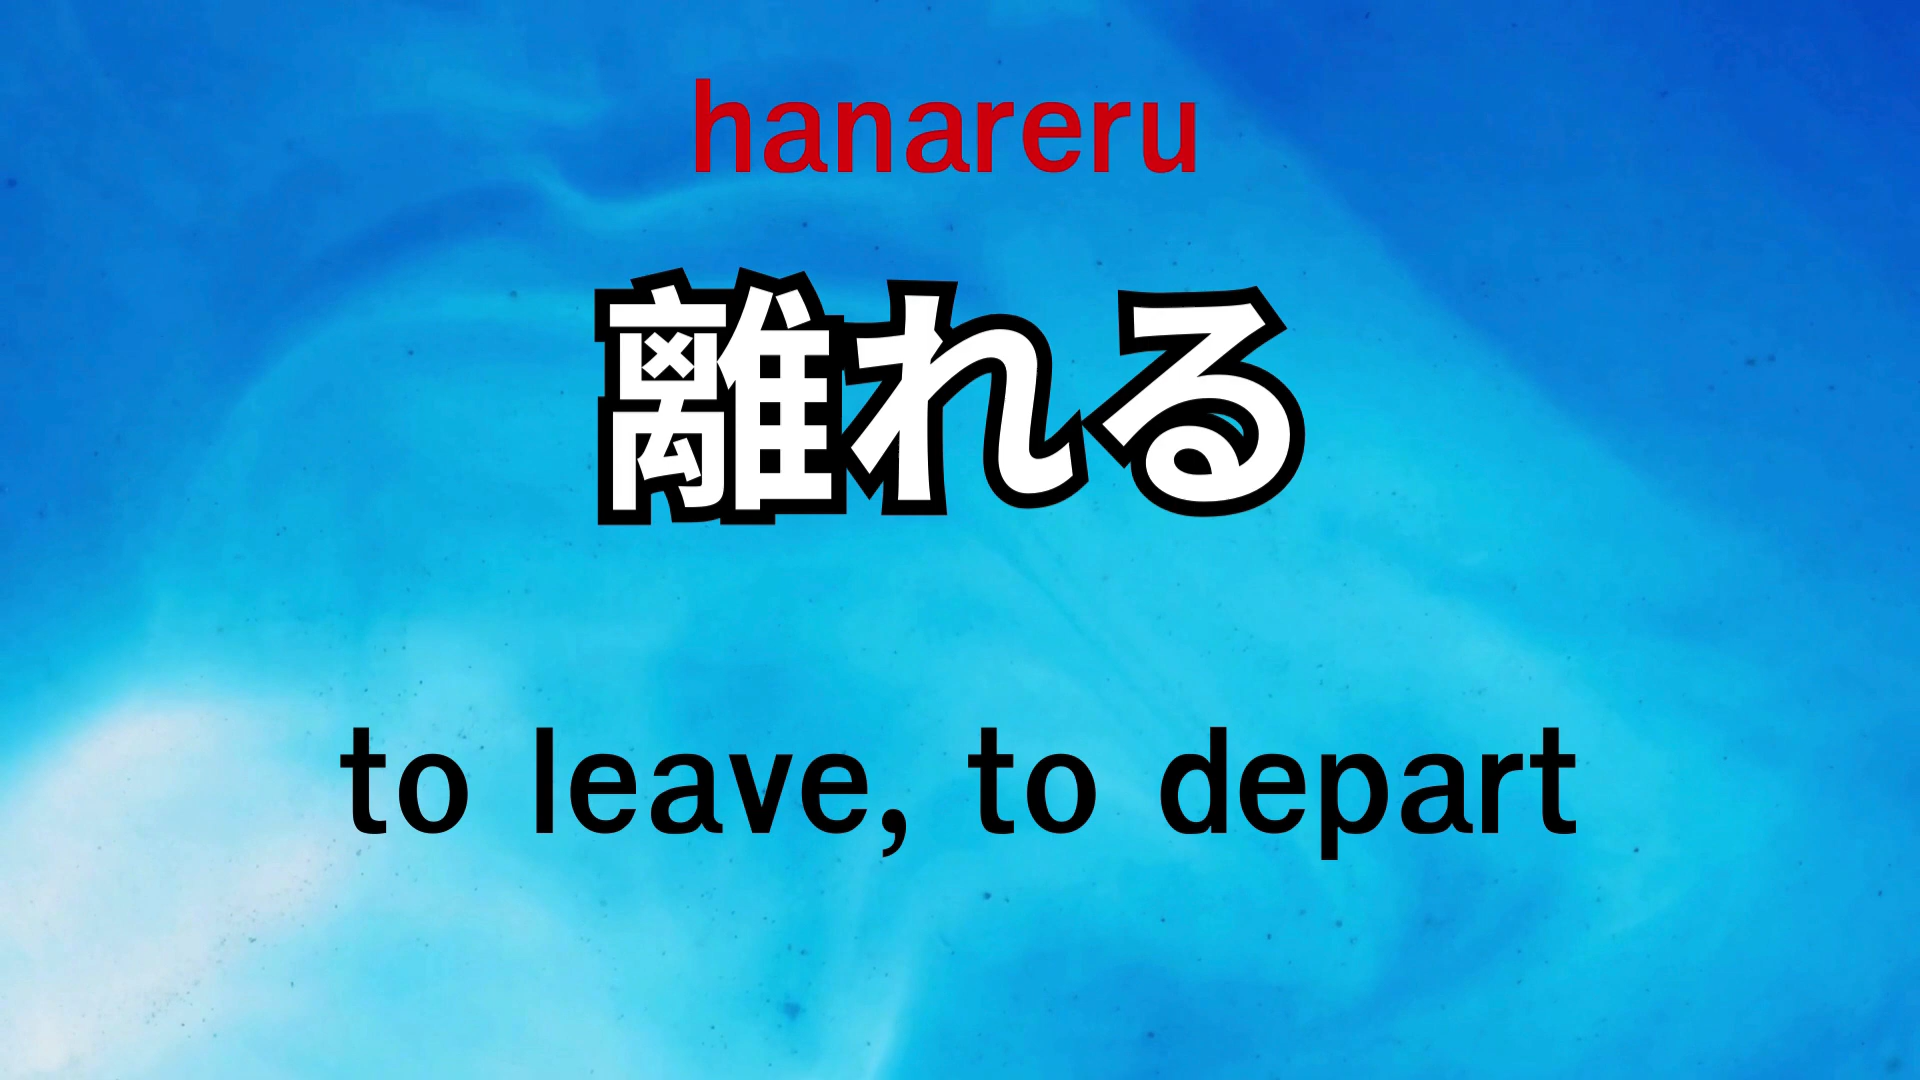 hanareru
離れる
to leave, to depart